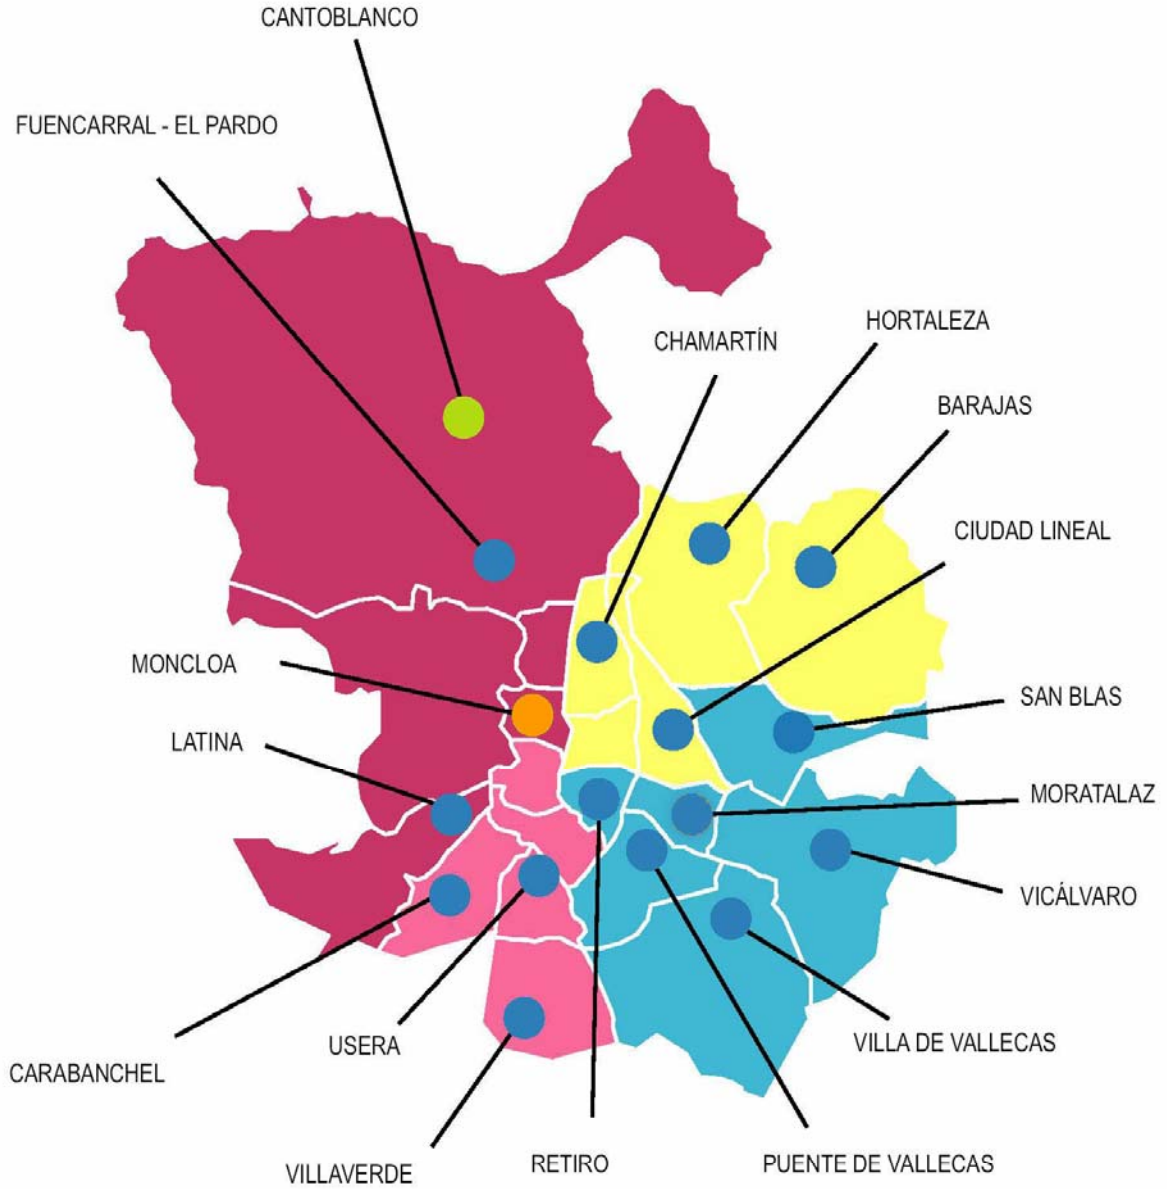 CANTOBLANCO
FUENCARRAL - EL PARDO
HORTALEZA
CHAMARTÍN
BARAJAS
CIUDAD LINEAL
MONCLOA
SAN BLAS
LATINA
MORATALAZ
VICÁLVARO
USERA
VILLA DE VALLECAS
CARABANCHEL
RETIRO
PUENTE DE VALLECAS
VILLAVERDE